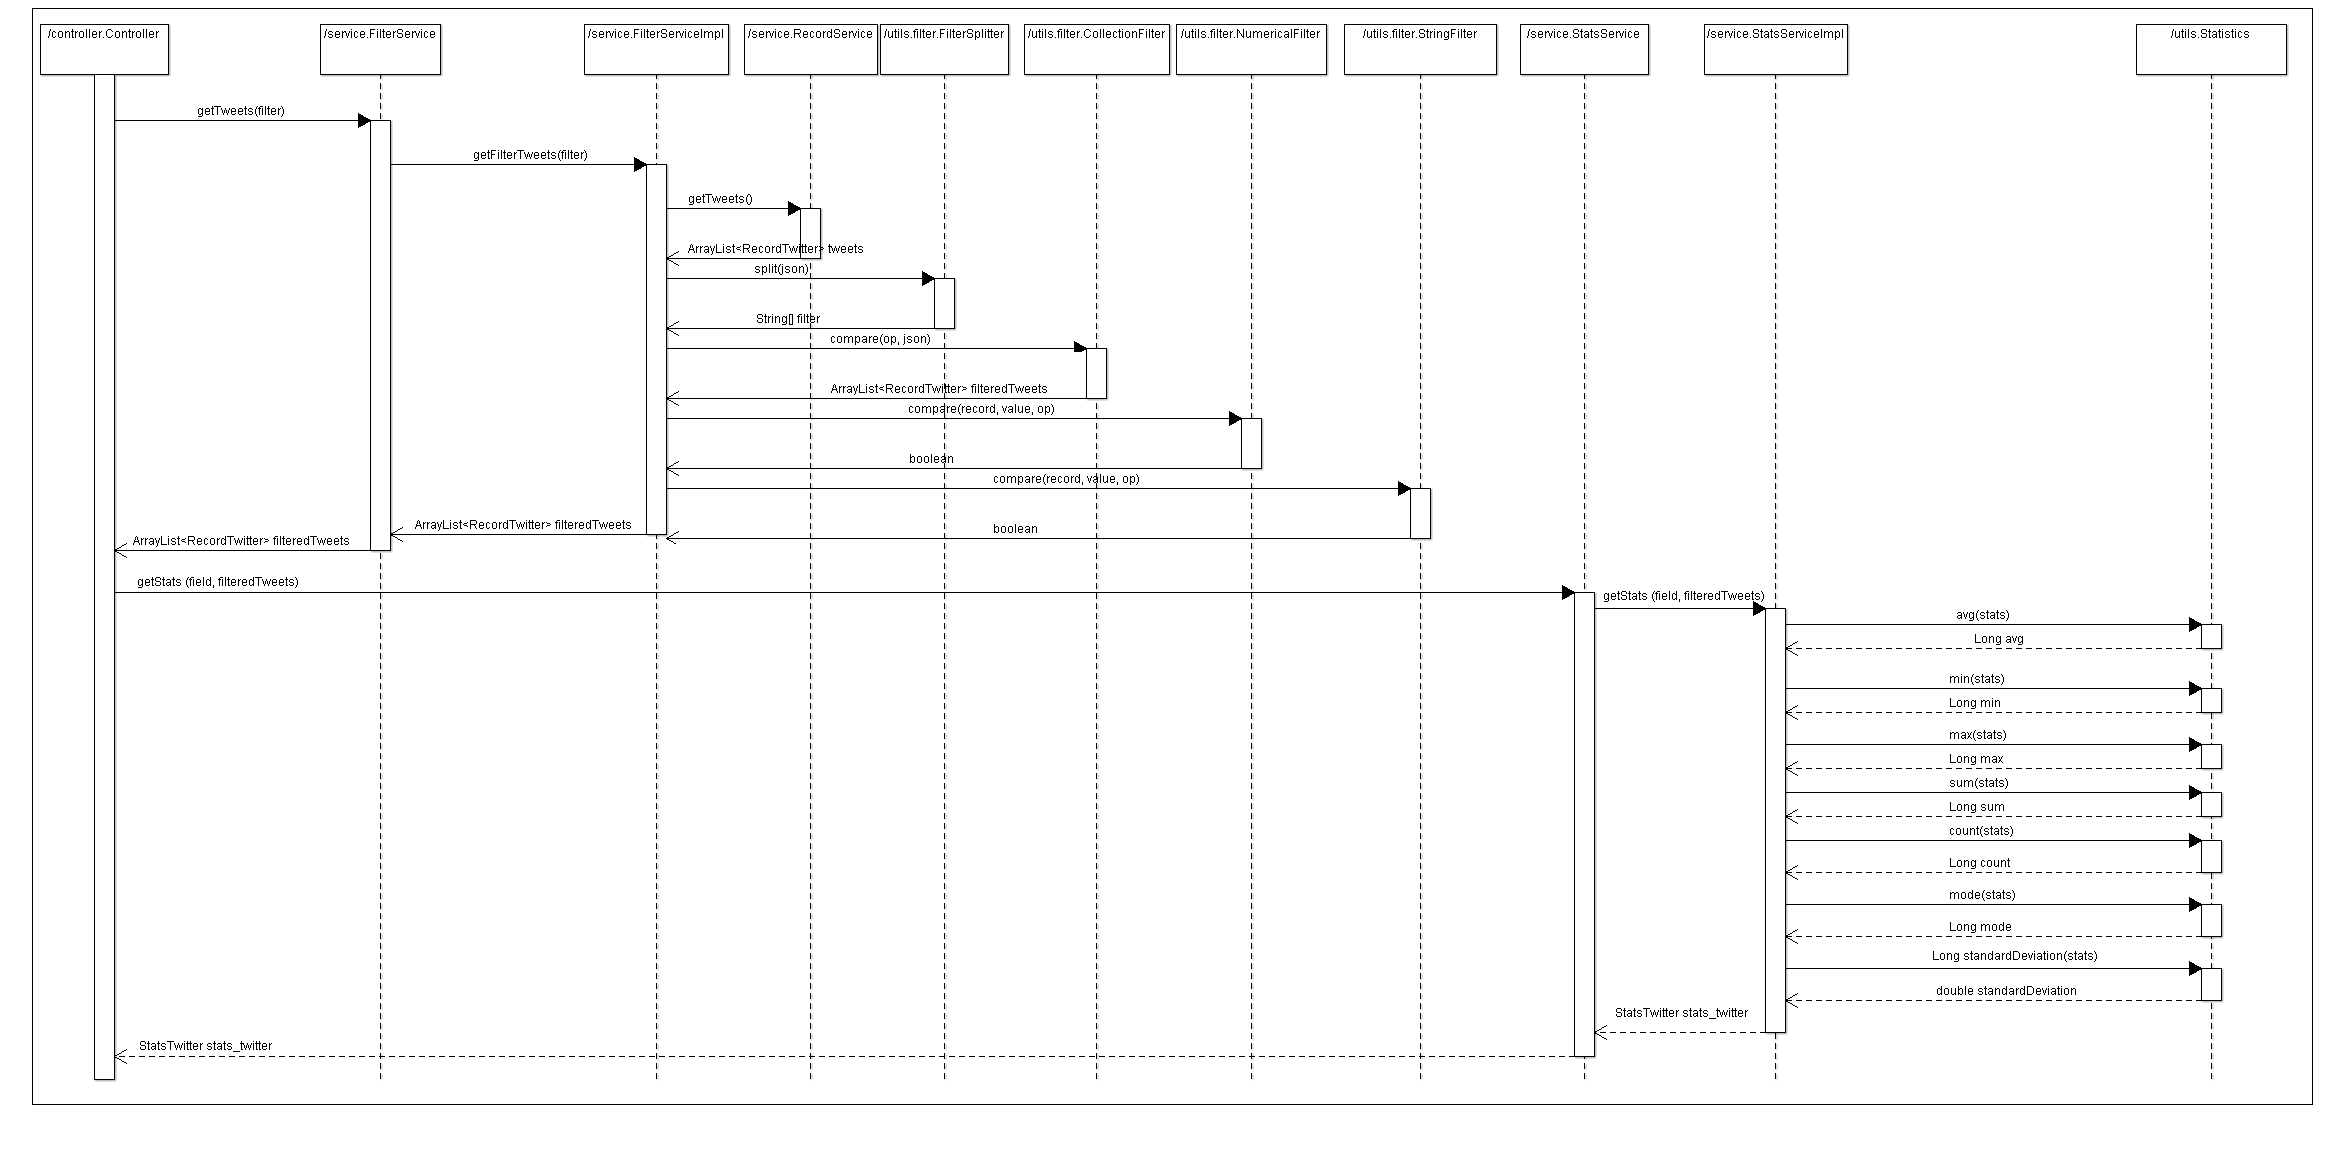 /controller.Controller
/service.FilterService
/service.FilterServiceImpl
/service.RecordService
/utils.filter.FilterSplitter
/utils.filter.CollectionFilter
/utils.filter.NumericalFilter
/utils.filter.StringFilter
/service.StatsService
/service.StatsServiceImpl
/utils.Statistics
getTweets(filter)
getFilterTweets(filter)
getTweets()
ArrayList<RecordTwitter> tweets
split(json)
String[] filter
compare(op, json)
ArrayList<RecordTwitter> filteredTweets
compare(record, value, op)
boolean
compare(record, value, op)
ArrayList<RecordTwitter> filteredTweets
boolean
ArrayList<RecordTwitter> filteredTweets
getStats (field, filteredTweets)
getStats (field, filteredTweets)
avg(stats)
Long avg
min(stats)
Long min
max(stats)
Long max
sum(stats)
Long sum
count(stats)
Long count
mode(stats)
Long mode
Long standardDeviation(stats)
double standardDeviation
StatsTwitter stats_twitter
StatsTwitter stats_twitter